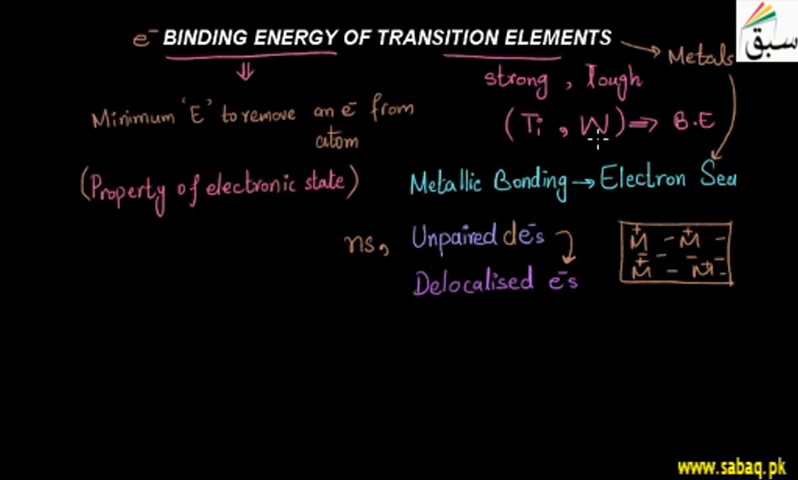 e⁻ BINDING ENERGY OF TRANSITION ELEMENTS → Metals
سبق
strong, tough
Minimum 'E' to remove an e⁻ from
atom
(Ti, W) ⇒ B.E
(Property of electronic state)
Metallic Bonding → Electron Sea
ns, Unpaired de⁻s
Delocalised e⁻s
M⁺ - M⁺ -
M⁺ - - M⁺ -
www.sabaq.pk